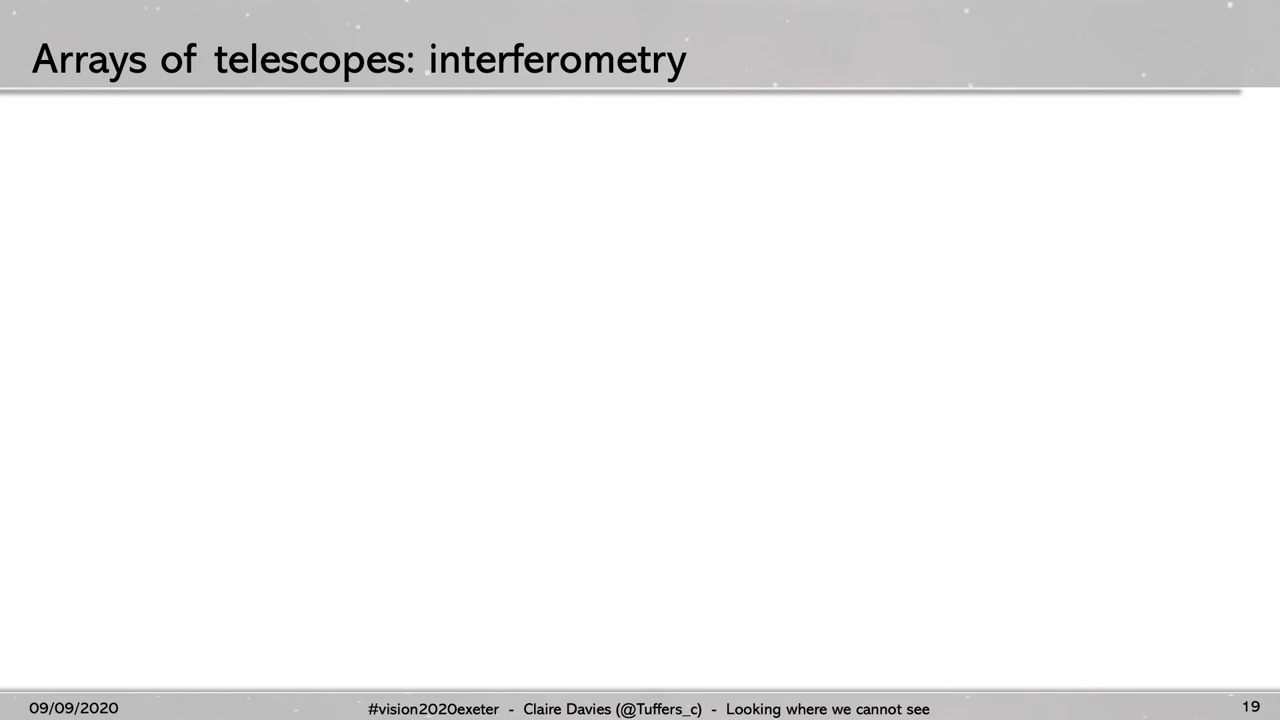 Arrays of telescopes: interferometry
09/09/2020
#vision2020exeter - Claire Davies (@Tuffers_c) - Looking where we cannot see
19